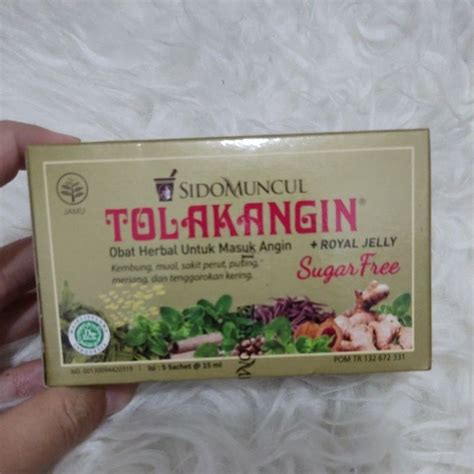 JAMU
SIDOMUNCUL
TOLAKANGIN®
Obat Herbal Untuk Masuk Angin
+ ROYAL JELLY
Kembung, mual, sakit perut, pusing,
meriang, dan tenggorokan kering.
Sugar Free
Isi : 5 Sachet @ 15 ml
POM TR 132 672 331